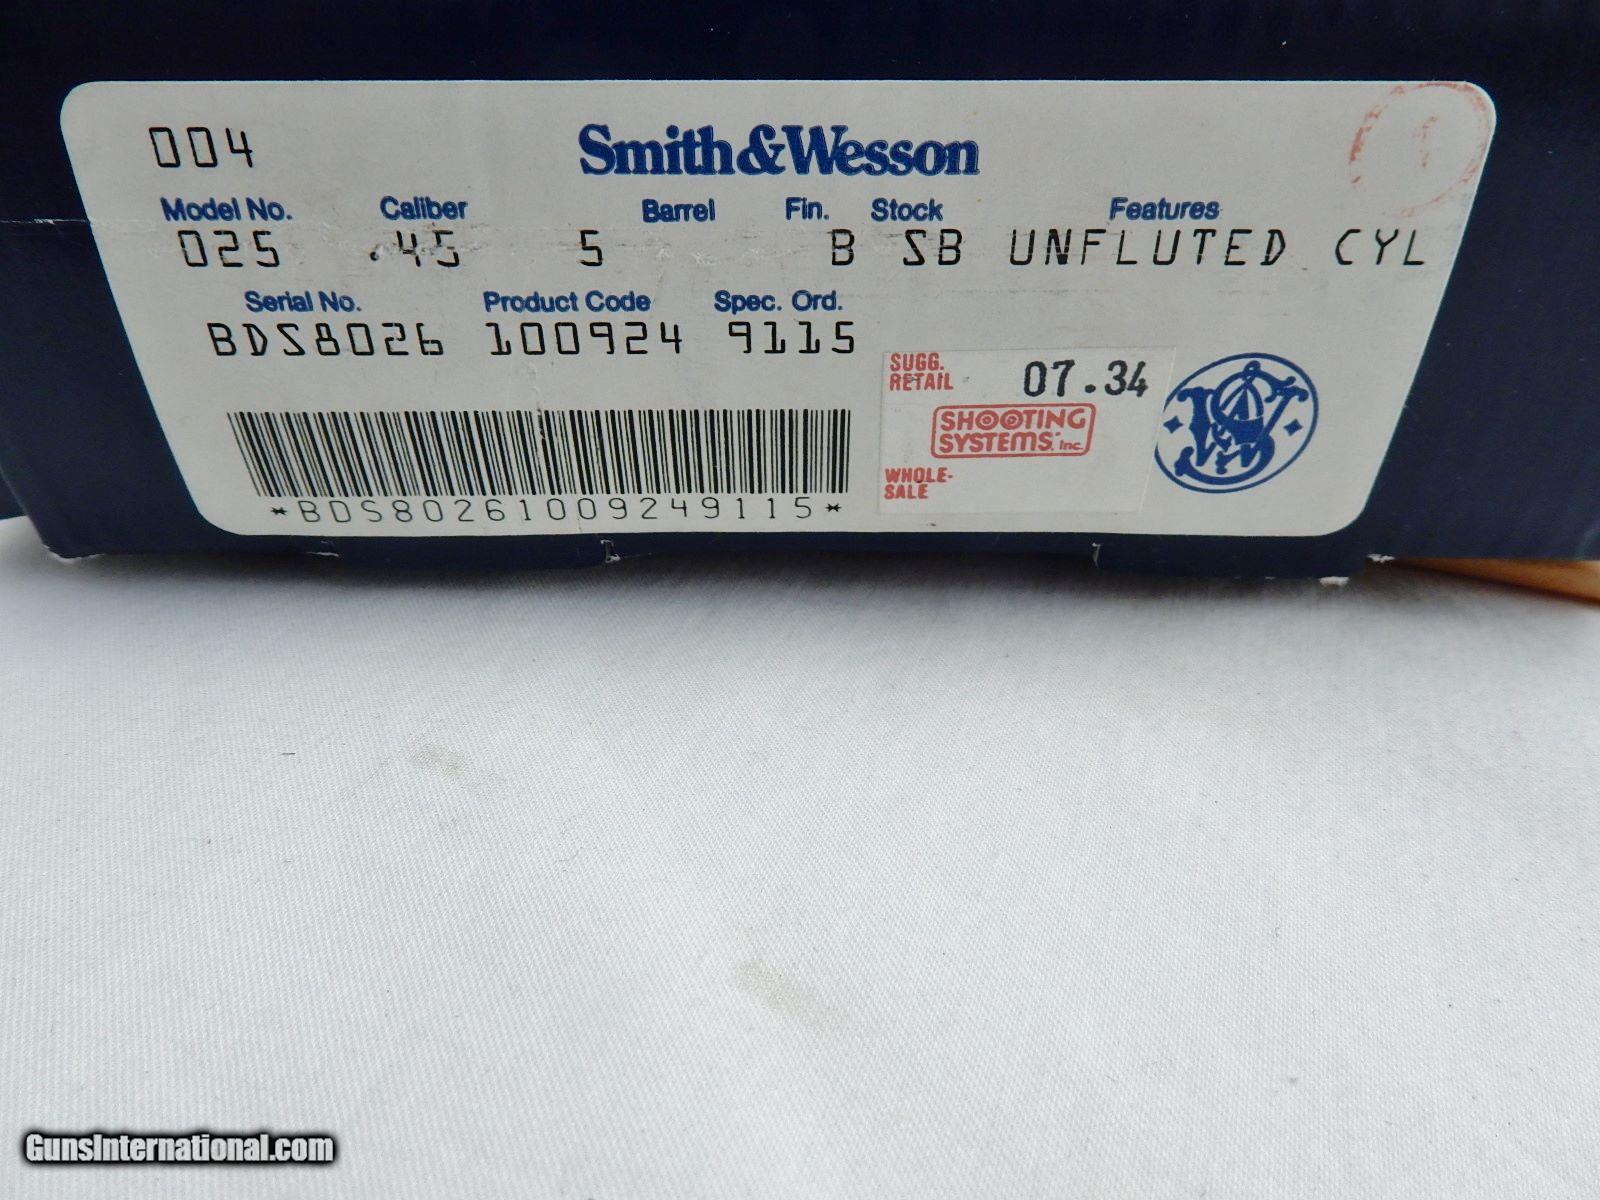 004
Smith&Wesson
Model No. Caliber Barrel Fin. Stock Features
025 .45 5 B SB UNFLUTED CYL
Serial No. Product Code Spec. Ord.
BDS8026 100924 9115
SUGG. RETAIL 07.34
SHOOTING SYSTEMS, Inc.
WHOLE-
SALE
*BDS80261009249115*
GunsInternational.com